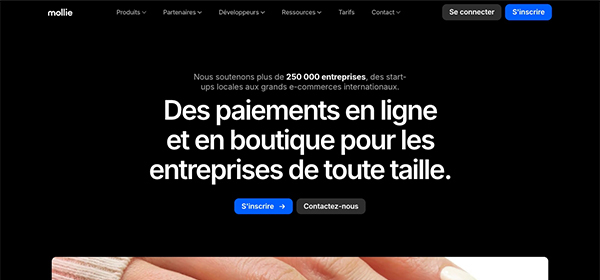 mollie
Produits Partenaires Développeurs Ressources Tarifs Contact
Se connecter S'inscrire
Nous soutenons plus de 250 000 entreprises, des start-
ups locales aux grands e-commerces internationaux.
Des paiements en ligne
et en boutique pour les
entreprises de toute taille.
S'inscrire → Contactez-nous